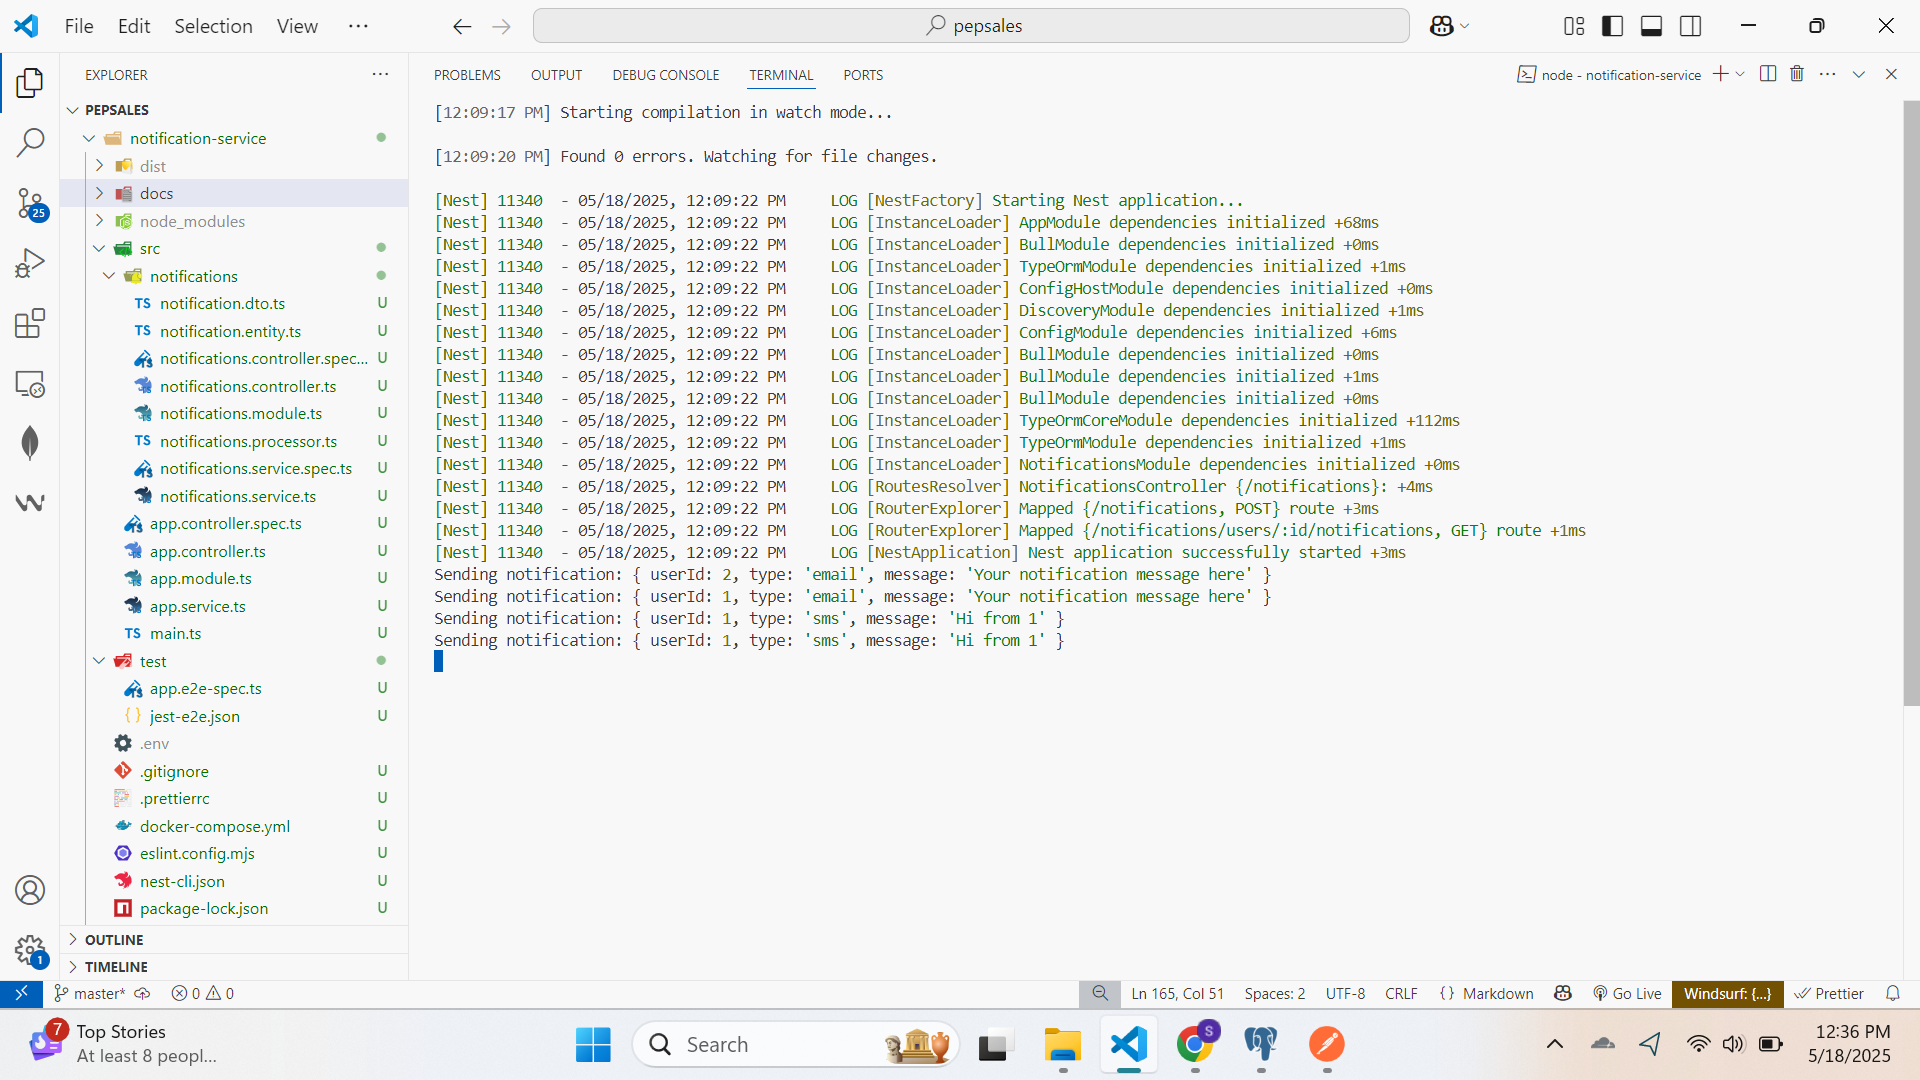 File Edit Selection View ...
pepsales
EXPLORER ...
PEPSALES
notification-service
dist
docs
node_modules
src
notifications
TS notification.dto.ts U
TS notification.entity.ts U
notifications.controller.spec... U
notifications.controller.ts U
notifications.module.ts U
TS notifications.processor.ts U
notifications.service.spec.ts U
notifications.service.ts U
app.controller.spec.ts U
app.controller.ts U
app.module.ts U
app.service.ts U
TS main.ts U
test
app.e2e-spec.ts U
{} jest-e2e.json U
.env
.gitignore U
.prettierrc U
docker-compose.yml U
eslint.config.mjs U
nest-cli.json U
package-lock.json U
OUTLINE
TIMELINE
25
1
PROBLEMS OUTPUT DEBUG CONSOLE TERMINAL PORTS
node - notification-service
[12:09:17 PM] Starting compilation in watch mode...
[12:09:20 PM] Found 0 errors. Watching for file changes.
[Nest] 11340  - 05/18/2025, 12:09:22 PM     LOG [NestFactory] Starting Nest application...
[Nest] 11340  - 05/18/2025, 12:09:22 PM     LOG [InstanceLoader] AppModule dependencies initialized +68ms
[Nest] 11340  - 05/18/2025, 12:09:22 PM     LOG [InstanceLoader] BullModule dependencies initialized +0ms
[Nest] 11340  - 05/18/2025, 12:09:22 PM     LOG [InstanceLoader] TypeOrmModule dependencies initialized +1ms
[Nest] 11340  - 05/18/2025, 12:09:22 PM     LOG [InstanceLoader] ConfigHostModule dependencies initialized +0ms
[Nest] 11340  - 05/18/2025, 12:09:22 PM     LOG [InstanceLoader] DiscoveryModule dependencies initialized +1ms
[Nest] 11340  - 05/18/2025, 12:09:22 PM     LOG [InstanceLoader] ConfigModule dependencies initialized +6ms
[Nest] 11340  - 05/18/2025, 12:09:22 PM     LOG [InstanceLoader] BullModule dependencies initialized +0ms
[Nest] 11340  - 05/18/2025, 12:09:22 PM     LOG [InstanceLoader] BullModule dependencies initialized +1ms
[Nest] 11340  - 05/18/2025, 12:09:22 PM     LOG [InstanceLoader] BullModule dependencies initialized +0ms
[Nest] 11340  - 05/18/2025, 12:09:22 PM     LOG [InstanceLoader] TypeOrmCoreModule dependencies initialized +112ms
[Nest] 11340  - 05/18/2025, 12:09:22 PM     LOG [InstanceLoader] TypeOrmModule dependencies initialized +1ms
[Nest] 11340  - 05/18/2025, 12:09:22 PM     LOG [InstanceLoader] NotificationsModule dependencies initialized +0ms
[Nest] 11340  - 05/18/2025, 12:09:22 PM     LOG [RoutesResolver] NotificationsController {/notifications}: +4ms
[Nest] 11340  - 05/18/2025, 12:09:22 PM     LOG [RouterExplorer] Mapped {/notifications, POST} route +3ms
[Nest] 11340  - 05/18/2025, 12:09:22 PM     LOG [RouterExplorer] Mapped {/notifications/users/:id/notifications, GET} route +1ms
[Nest] 11340  - 05/18/2025, 12:09:22 PM     LOG [NestApplication] Nest application successfully started +3ms
Sending notification: { userId: 2, type: 'email', message: 'Your notification message here' }
Sending notification: { userId: 1, type: 'email', message: 'Your notification message here' }
Sending notification: { userId: 1, type: 'sms', message: 'Hi from 1' }
Sending notification: { userId: 1, type: 'sms', message: 'Hi from 1' }
master* 0 0 Ln 165, Col 51 Spaces: 2 UTF-8 CRLF {} Markdown Go Live Windsurf: {...} Prettier
7 Top Stories
At least 8 peopl...
Search
S
12:36 PM
5/18/2025